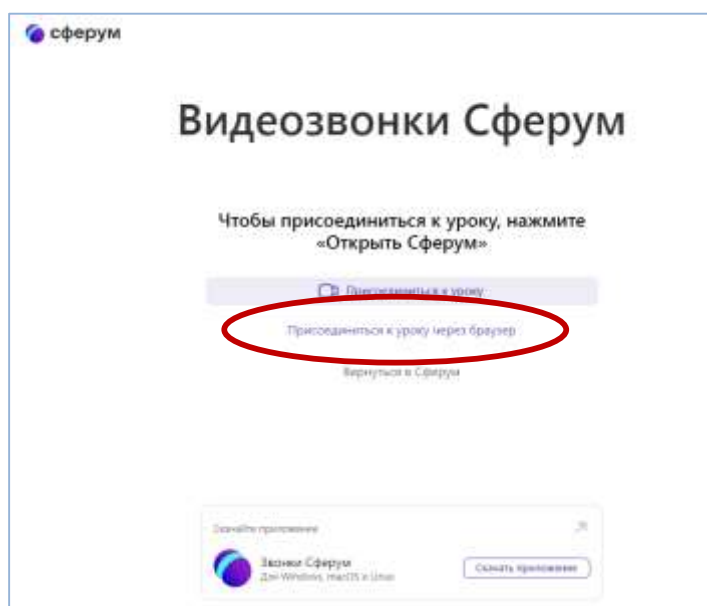 сферум
Видеозвонки Сферум
Чтобы присоединиться к уроку, нажмите
«Открыть Сферум»
Присоединиться к уроку
Присоединиться к уроку через браузер
Вернуться в Сферум
Скачайте приложение
Звонки Сферум
Для Windows, macOS и Linux
Скачать приложение